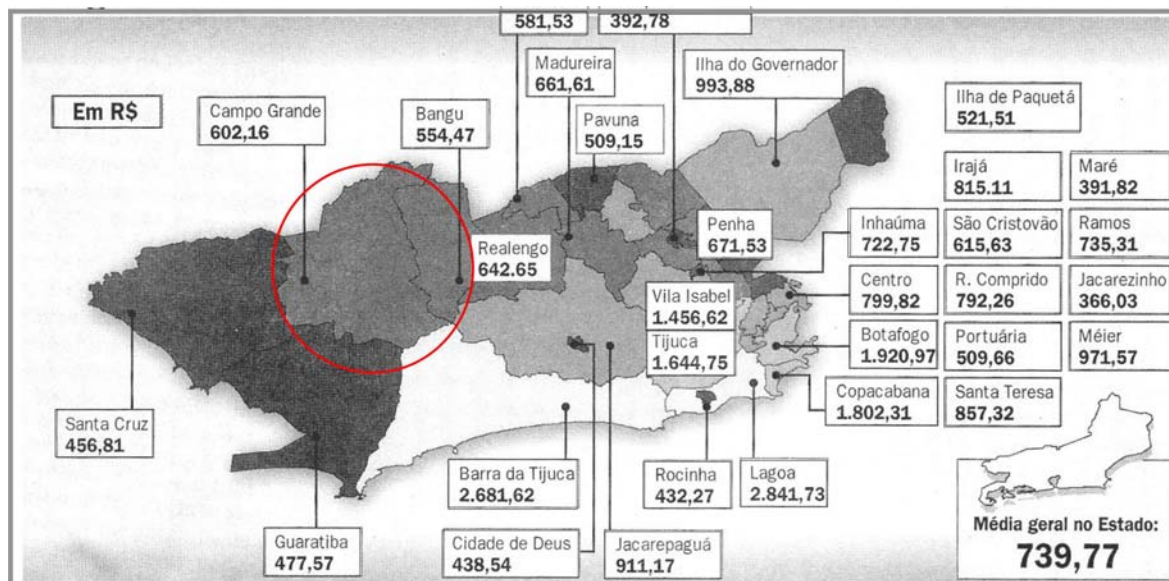 581,53
392,78
Em R$
Campo Grande
602,16
Bangu
554,47
Madureira
661,61
Pavuna
509,15
Ilha do Governador
993,88
Ilha de Paquetá
521,51
Irajá
815.11
Maré
391,82
Realengo
642.65
Penha
671,53
Inhaúma
722,75
São Cristovão
615,63
Ramos
735,31
Vila Isabel
1.456,62
Centro
799,82
R. Comprido
792,26
Jacarezinho
366,03
Tijuca
1.644,75
Botafogo
1.920,97
Portuária
509,66
Méier
971,57
Copacabana
1.802,31
Santa Teresa
857,32
Santa Cruz
456,81
Barra da Tijuca
2.681,62
Rocinha
432,27
Lagoa
2.841,73
Guaratiba
477,57
Cidade de Deus
438,54
Jacarepaguá
911,17
Média geral no Estado:
739,77